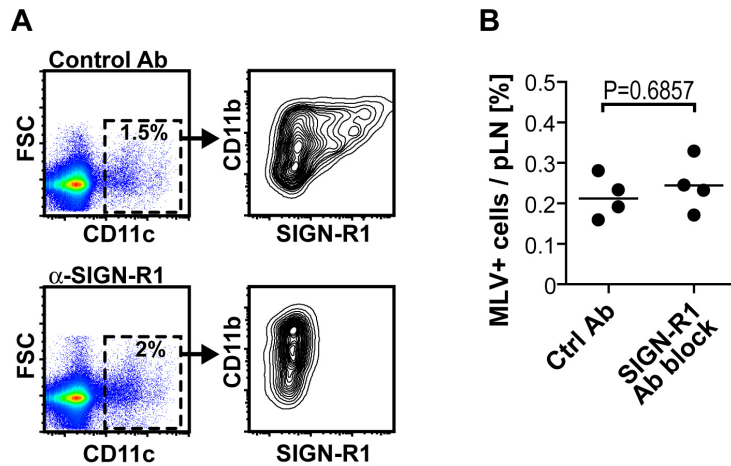 A
Control Ab
FSC
1.5%
CD11c
CD11b
SIGN-R1
α-SIGN-R1
FSC
2%
CD11c
CD11b
SIGN-R1
B
MLV+ cells / pLN [%]
0.5
0.4
0.3
0.2
0.1
0
P=0.6857
Ctrl Ab
SIGN-R1
Ab block